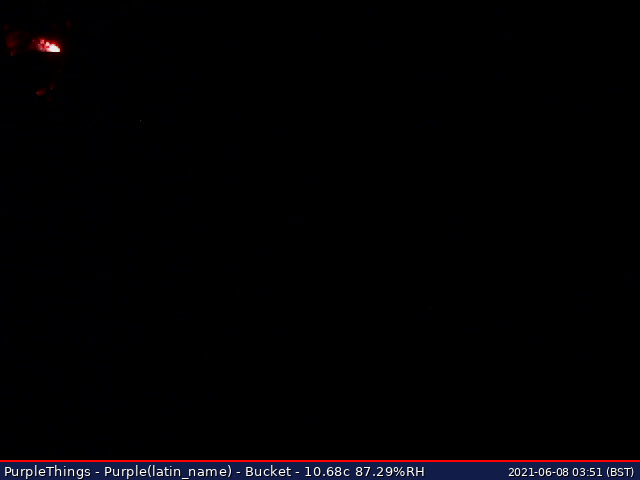 PurpleThings - Purple(latin_name) - Bucket - 10.68c 87.29%RH
2021-06-08 03:51 (BST)